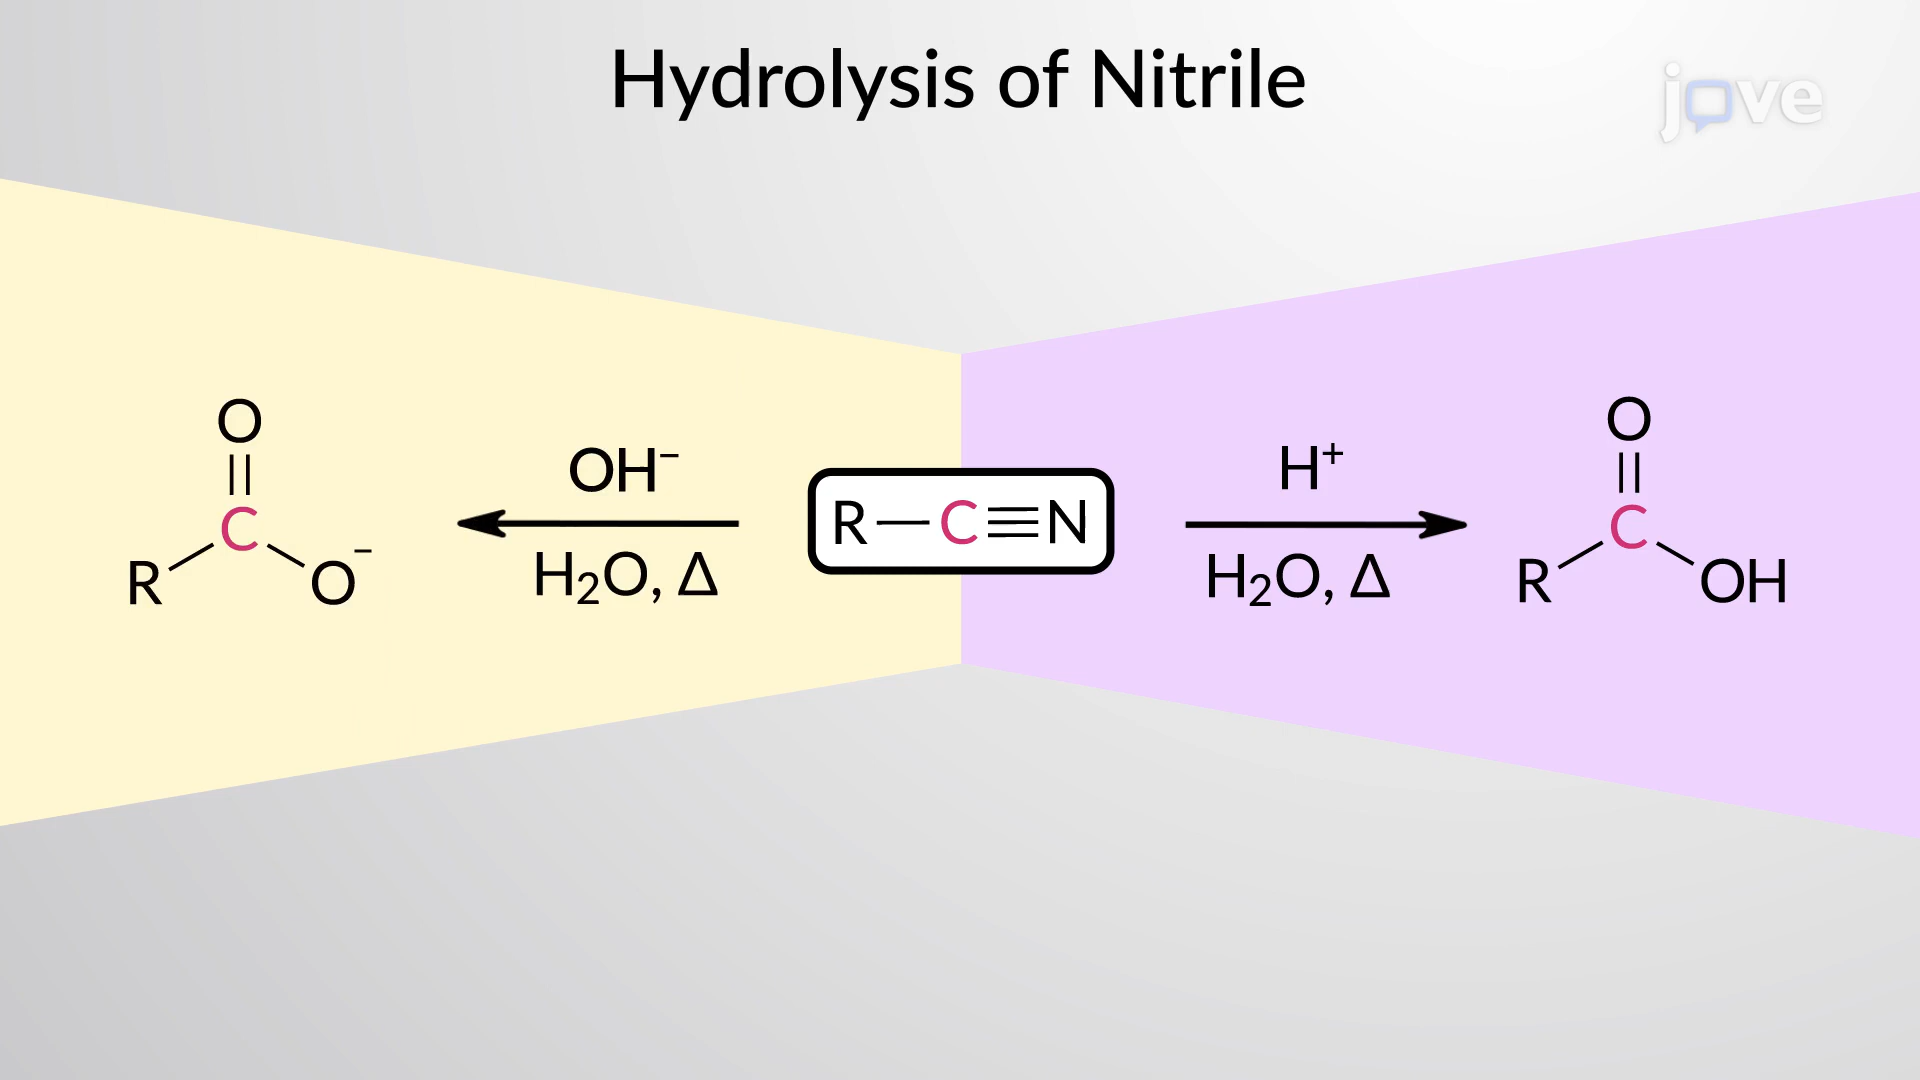 Hydrolysis of Nitrile
jove
O
C
R
O⁻
OH⁻
H₂O, Δ
R—C≡N
H⁺
H₂O, Δ
O
C
R
OH